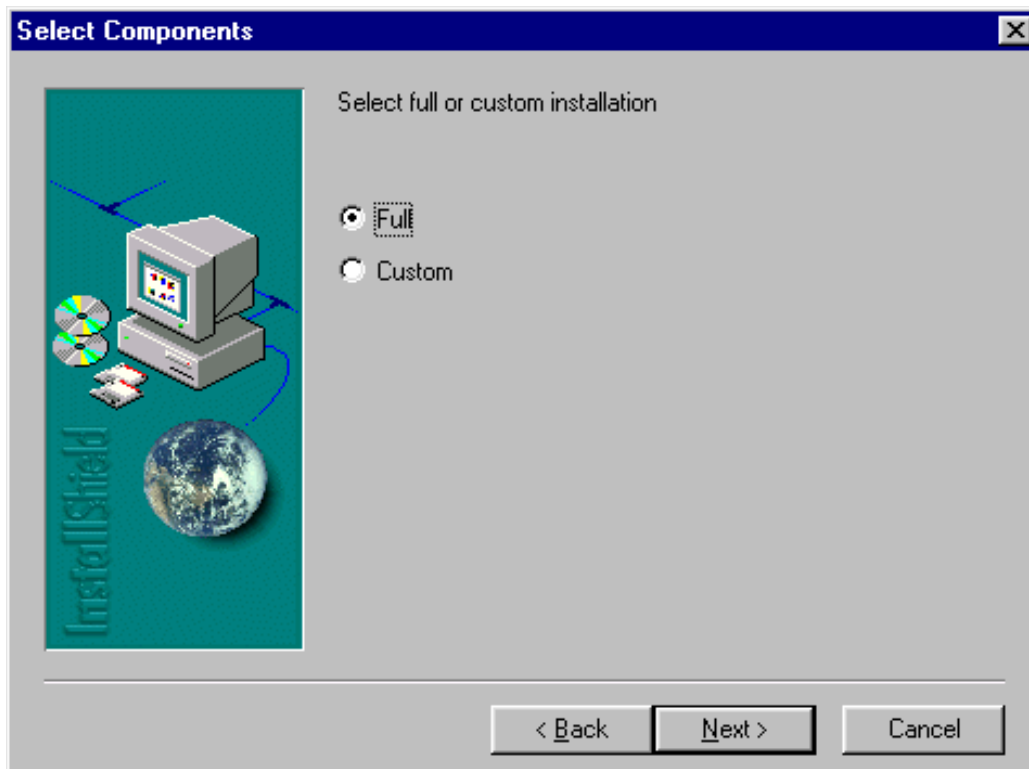 Select Components
Select full or custom installation
Full
Custom
InstallShield
< Back
Next >
Cancel